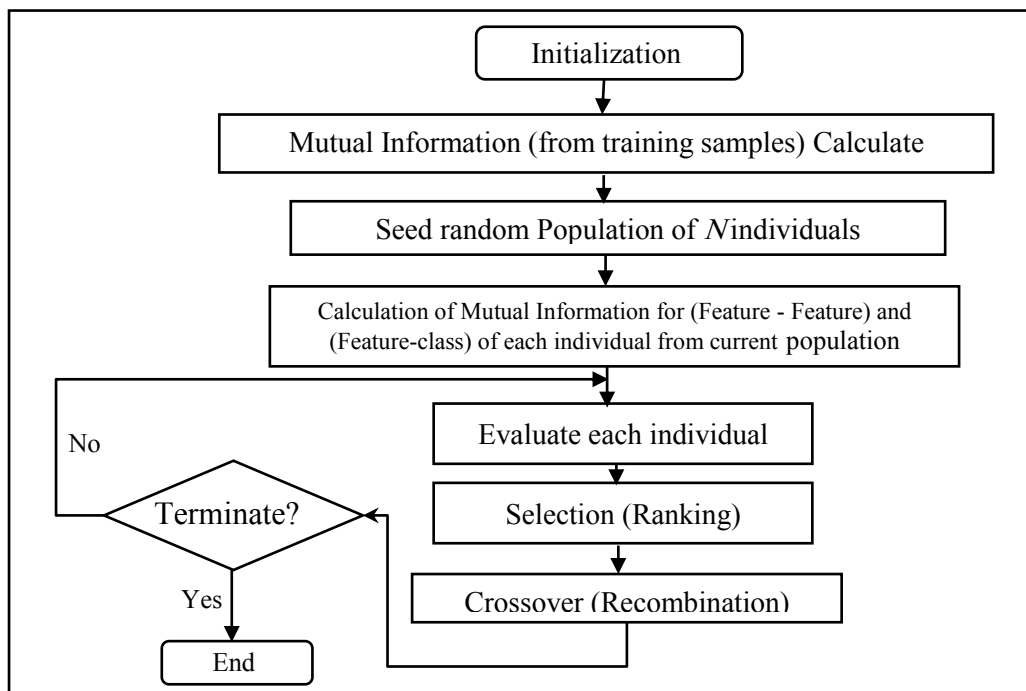 Initialization
Mutual Information (from training samples) Calculate
Seed random Population of N individuals
Calculation of Mutual Information for (Feature - Feature) and
(Feature-class) of each individual from current population
Evaluate each individual
No
Selection (Ranking)
Terminate?
Crossover (Recombination)
Yes
End